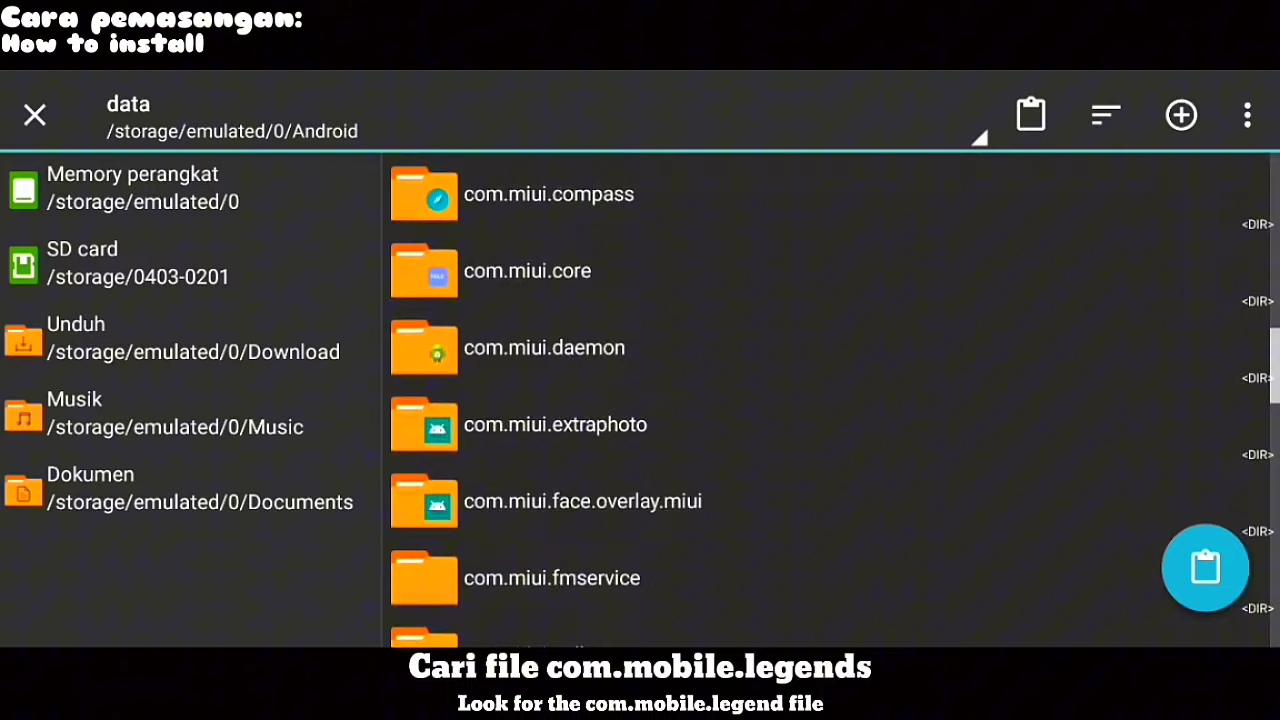 Cara pemasangan:
How to install
data
/storage/emulated/0/Android
Memory perangkat
/storage/emulated/0
SD card
/storage/0403-0201
Unduh
/storage/emulated/0/Download
Musik
/storage/emulated/0/Music
Dokumen
/storage/emulated/0/Documents
com.miui.compass
<DIR>
com.miui.core
<DIR>
com.miui.daemon
<DIR>
com.miui.extraphoto
<DIR>
com.miui.face.overlay.miui
<DIR>
com.miui.fmservice
<DIR>
Cari file com.mobile.legends
Look for the com.mobile.legend file